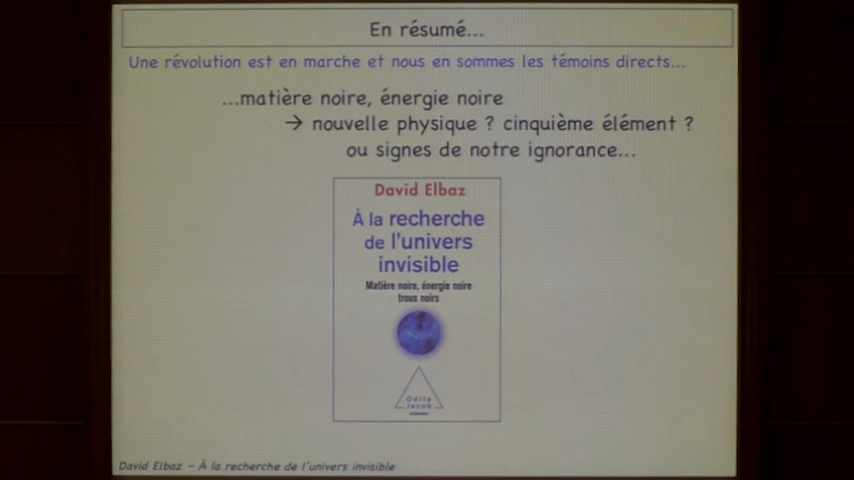 En résumé...
Une révolution est en marche et nous en sommes les témoins directs...
...matière noire, énergie noire
→ nouvelle physique ? cinquième élément ?
ou signes de notre ignorance...
David Elbaz
À la recherche
de l'univers
invisible
Matière noire, énergie noire
trous noirs
Odile
Jacob
David Elbaz – À la recherche de l'univers invisible